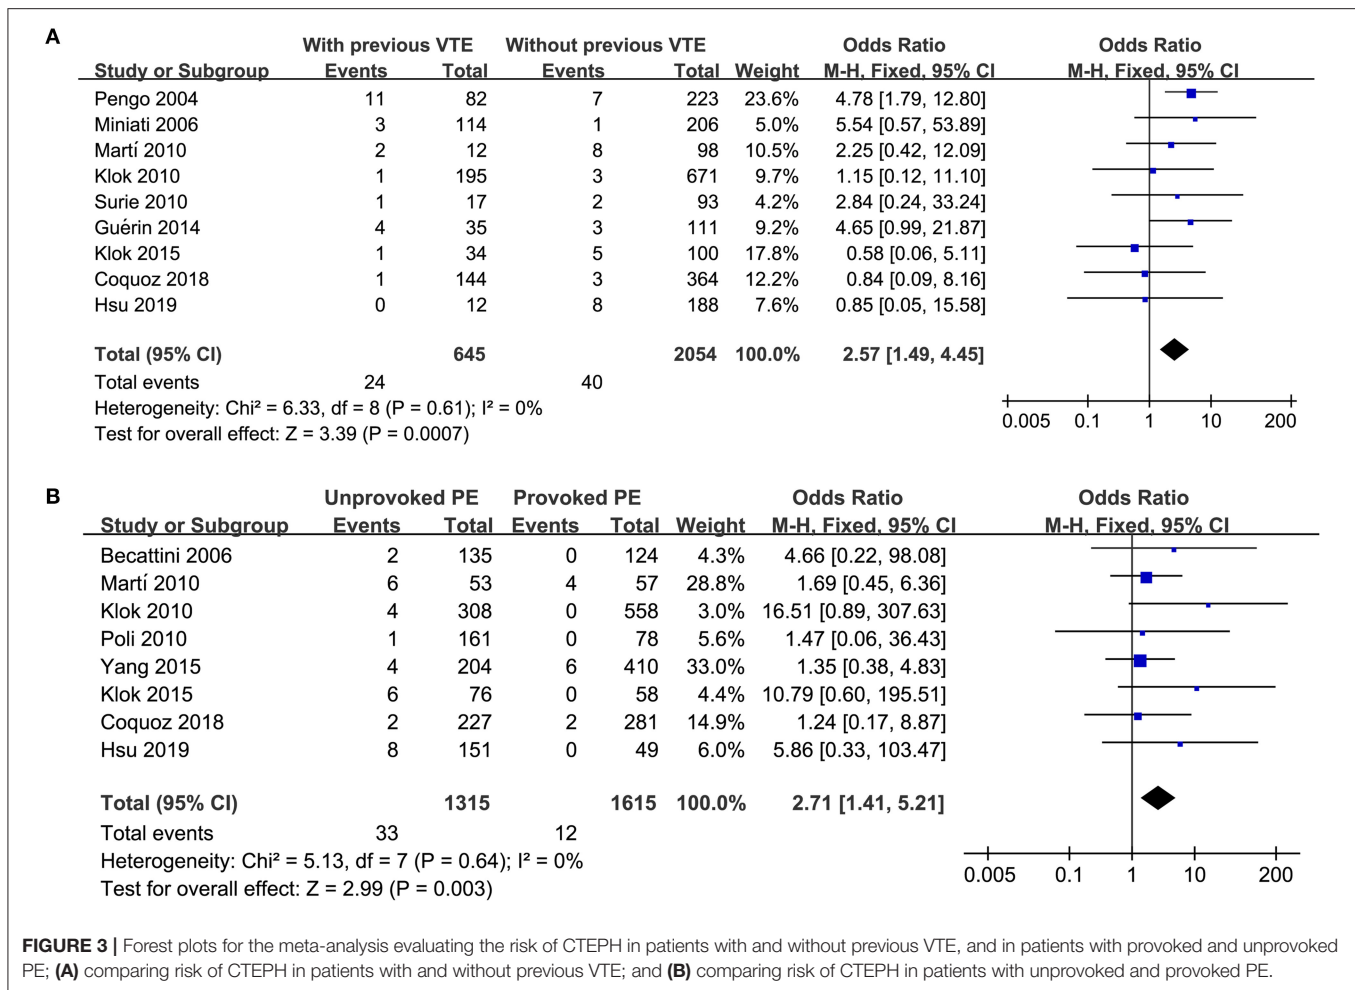 A
With previous VTE Without previous VTE Odds Ratio Odds Ratio
Study or Subgroup Events Total Events Total Weight M-H, Fixed, 95% CI M-H, Fixed, 95% CI
Pengo 2004 11 82 7 223 23.6% 4.78 [1.79, 12.80]
Miniati 2006 3 114 1 206 5.0% 5.54 [0.57, 53.89]
Martí 2010 2 12 8 98 10.5% 2.25 [0.42, 12.09]
Klok 2010 1 195 3 671 9.7% 1.15 [0.12, 11.10]
Surie 2010 1 17 2 93 4.2% 2.84 [0.24, 33.24]
Guérin 2014 4 35 3 111 9.2% 4.65 [0.99, 21.87]
Klok 2015 1 34 5 100 17.8% 0.58 [0.06, 5.11]
Coquoz 2018 1 144 3 364 12.2% 0.84 [0.09, 8.16]
Hsu 2019 0 12 8 188 7.6% 0.85 [0.05, 15.58]
Total (95% CI) 645 2054 100.0% 2.57 [1.49, 4.45]
Total events 24 40
Heterogeneity: Chi² = 6.33, df = 8 (P = 0.61); I² = 0%
Test for overall effect: Z = 3.39 (P = 0.0007)
0.005 0.1 1 10 200
B
Unprovoked PE Provoked PE Odds Ratio Odds Ratio
Study or Subgroup Events Total Events Total Weight M-H, Fixed, 95% CI M-H, Fixed, 95% CI
Becattini 2006 2 135 0 124 4.3% 4.66 [0.22, 98.08]
Martí 2010 6 53 4 57 28.8% 1.69 [0.45, 6.36]
Klok 2010 4 308 0 558 3.0% 16.51 [0.89, 307.63]
Poli 2010 1 161 0 78 5.6% 1.47 [0.06, 36.43]
Yang 2015 4 204 6 410 33.0% 1.35 [0.38, 4.83]
Klok 2015 6 76 0 58 4.4% 10.79 [0.60, 195.51]
Coquoz 2018 2 227 2 281 14.9% 1.24 [0.17, 8.87]
Hsu 2019 8 151 0 49 6.0% 5.86 [0.33, 103.47]
Total (95% CI) 1315 1615 100.0% 2.71 [1.41, 5.21]
Total events 33 12
Heterogeneity: Chi² = 5.13, df = 7 (P = 0.64); I² = 0%
Test for overall effect: Z = 2.99 (P = 0.003)
0.005 0.1 1 10 200
FIGURE 3 | Forest plots for the meta-analysis evaluating the risk of CTEPH in patients with and without previous VTE, and in patients with provoked and unprovoked
PE; (A) comparing risk of CTEPH in patients with and without previous VTE; and (B) comparing risk of CTEPH in patients with unprovoked and provoked PE.